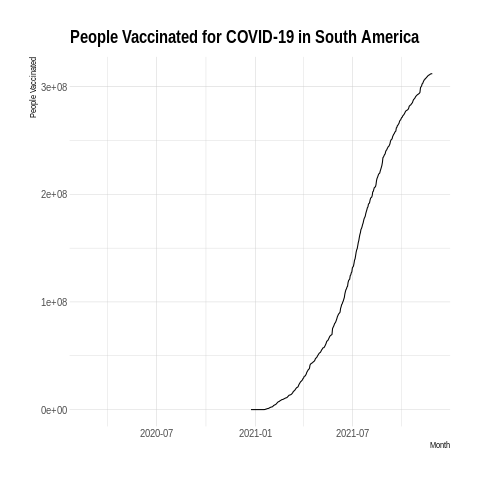 People Vaccinated for COVID-19 in South America
People Vaccinated
3e+08
2e+08
1e+08
0e+00
2020-07
2021-01
2021-07
Month